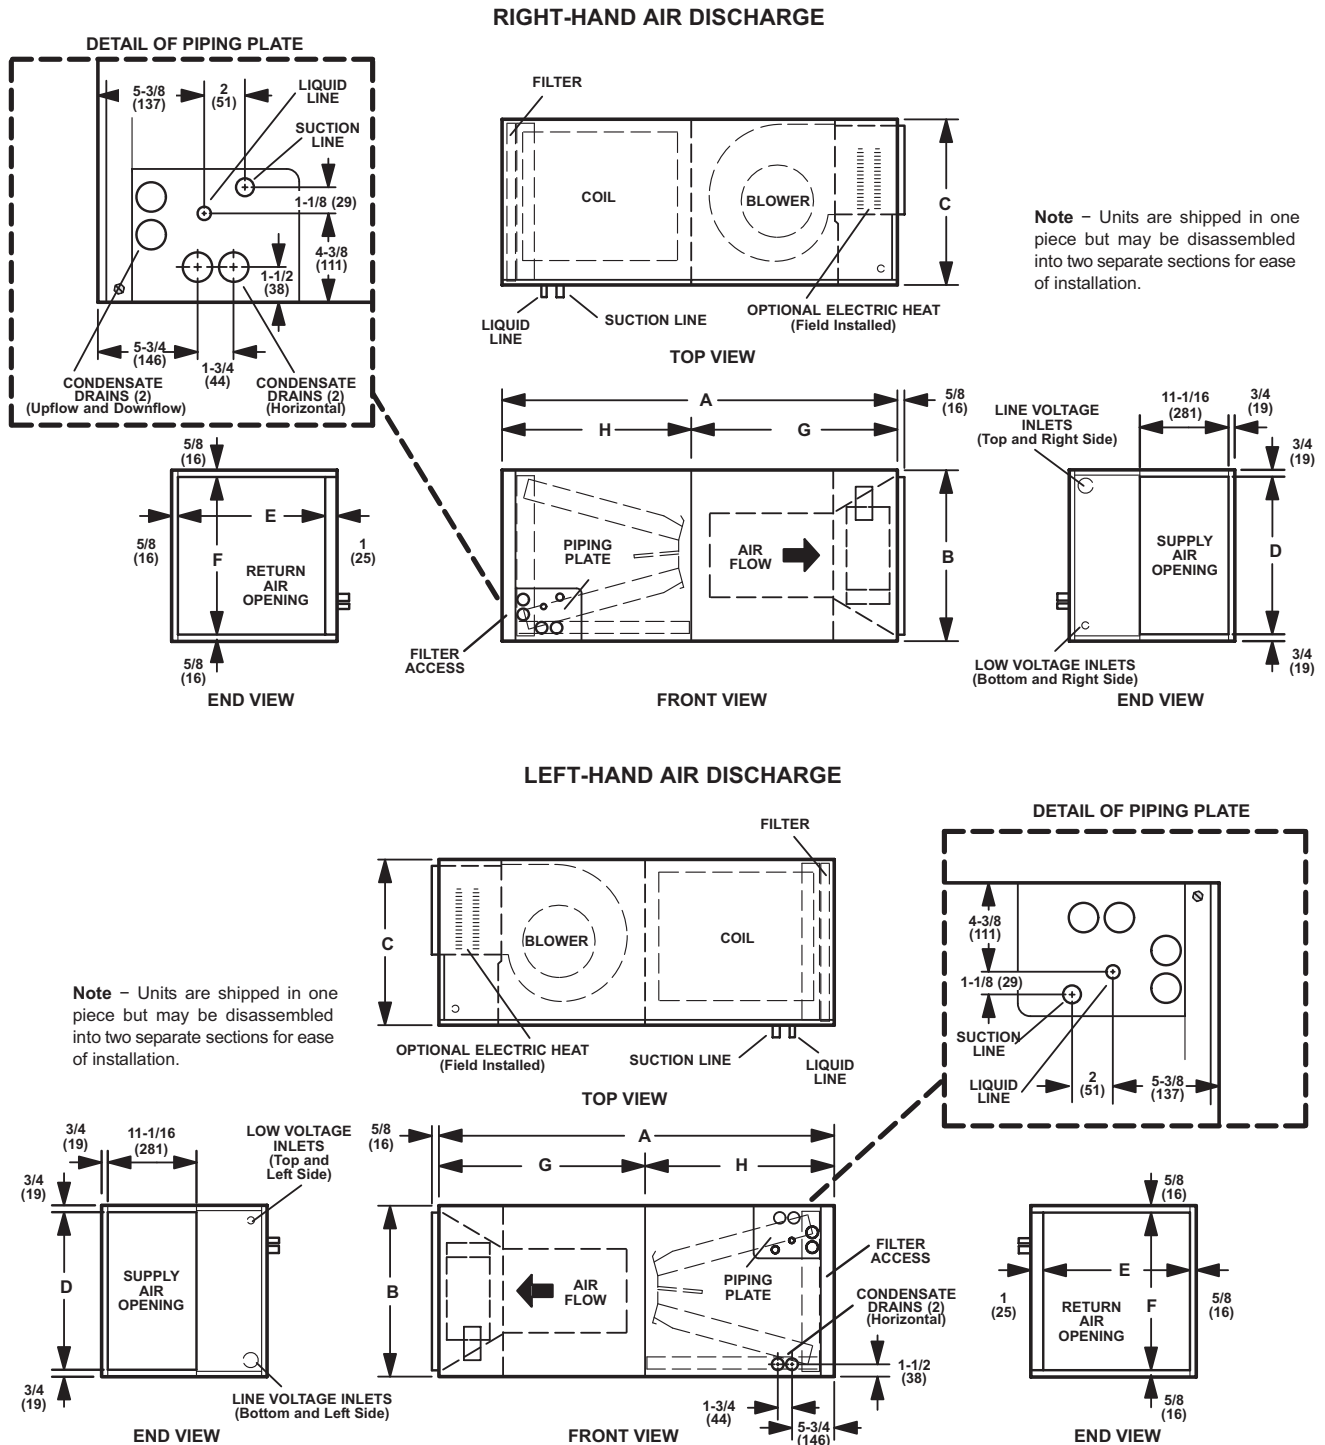 RIGHT-HAND AIR DISCHARGE
DETAIL OF PIPING PLATE
5-3/8
(137)
2
(51)
LIQUID
LINE
SUCTION
LINE
1-1/8 (29)
4-3/8
(111)
1-1/2
(38)
5-3/4
(146)
1-3/4
(44)
CONDENSATE
DRAINS (2)
(Upflow and Downflow)
CONDENSATE
DRAINS (2)
(Horizontal)
FILTER
COIL
BLOWER
C
LIQUID
LINE
SUCTION LINE
OPTIONAL ELECTRIC HEAT
(Field Installed)
TOP VIEW
Note – Units are shipped in one
piece but may be disassembled
into two separate sections for ease
of installation.
5/8
(16)
E
F
5/8
(16)
1
(25)
RETURN
AIR
OPENING
5/8
(16)
END VIEW
A
5/8
(16)
H
G
PIPING
PLATE
AIR
FLOW
B
FILTER
ACCESS
FRONT VIEW
LINE VOLTAGE
INLETS
(Top and Right Side)
11-1/16
(281)
3/4
(19)
3/4
(19)
SUPPLY
AIR
OPENING
D
LOW VOLTAGE INLETS
(Bottom and Right Side)
3/4
(19)
END VIEW
LEFT-HAND AIR DISCHARGE
FILTER
C
BLOWER
COIL
OPTIONAL ELECTRIC HEAT
(Field Installed)
SUCTION LINE
LIQUID
LINE
TOP VIEW
Note – Units are shipped in one
piece but may be disassembled
into two separate sections for ease
of installation.
DETAIL OF PIPING PLATE
4-3/8
(111)
1-1/8 (29)
SUCTION
LINE
LIQUID
LINE
2
(51)
5-3/8
(137)
3/4
(19)
11-1/16
(281)
LOW VOLTAGE
INLETS
(Top and
Left Side)
3/4
(19)
D
SUPPLY
AIR
OPENING
3/4
(19)
LINE VOLTAGE INLETS
(Bottom and Left Side)
END VIEW
5/8
(16)
A
G
H
B
AIR
FLOW
PIPING
PLATE
FILTER
ACCESS
CONDENSATE
DRAINS (2)
(Horizontal)
1-1/2
(38)
1-3/4
(44)
5-3/4
(146)
FRONT VIEW
5/8
(16)
E
F
1
(25)
5/8
(16)
RETURN
AIR
OPENING
5/8
(16)
END VIEW